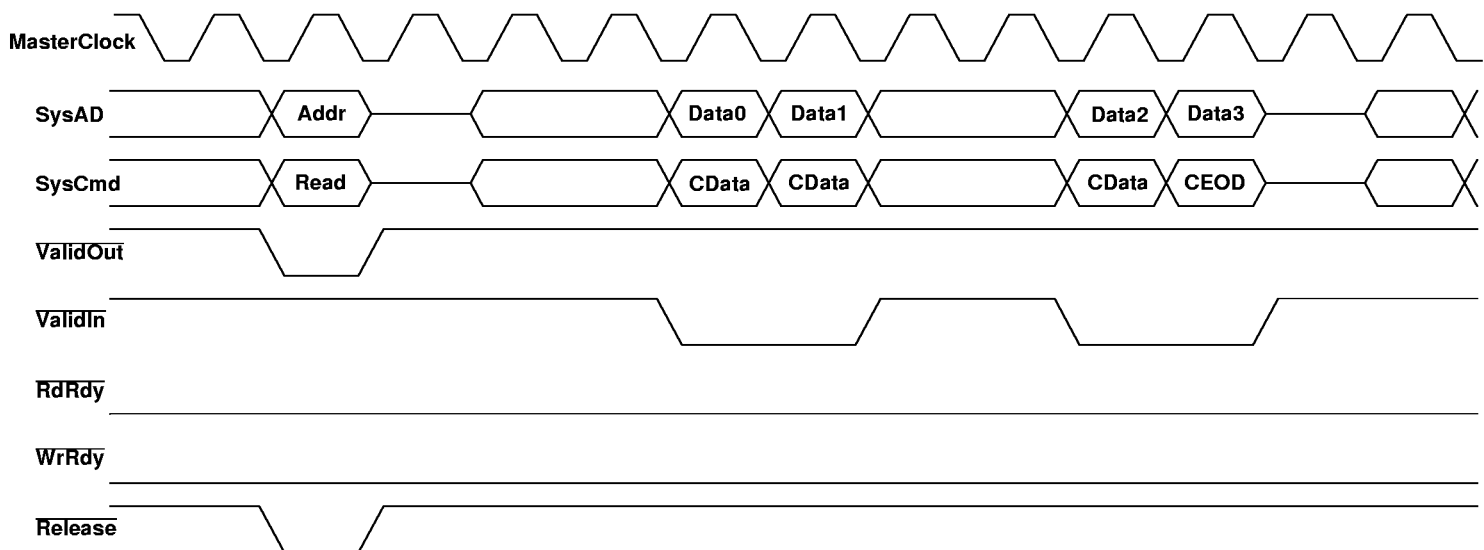 MasterClock
SysAD Addr Data0 Data1 Data2 Data3
SysCmd Read CData CData CData CEOD
ValidOut
ValidIn
RdRdy
WrRdy
Release